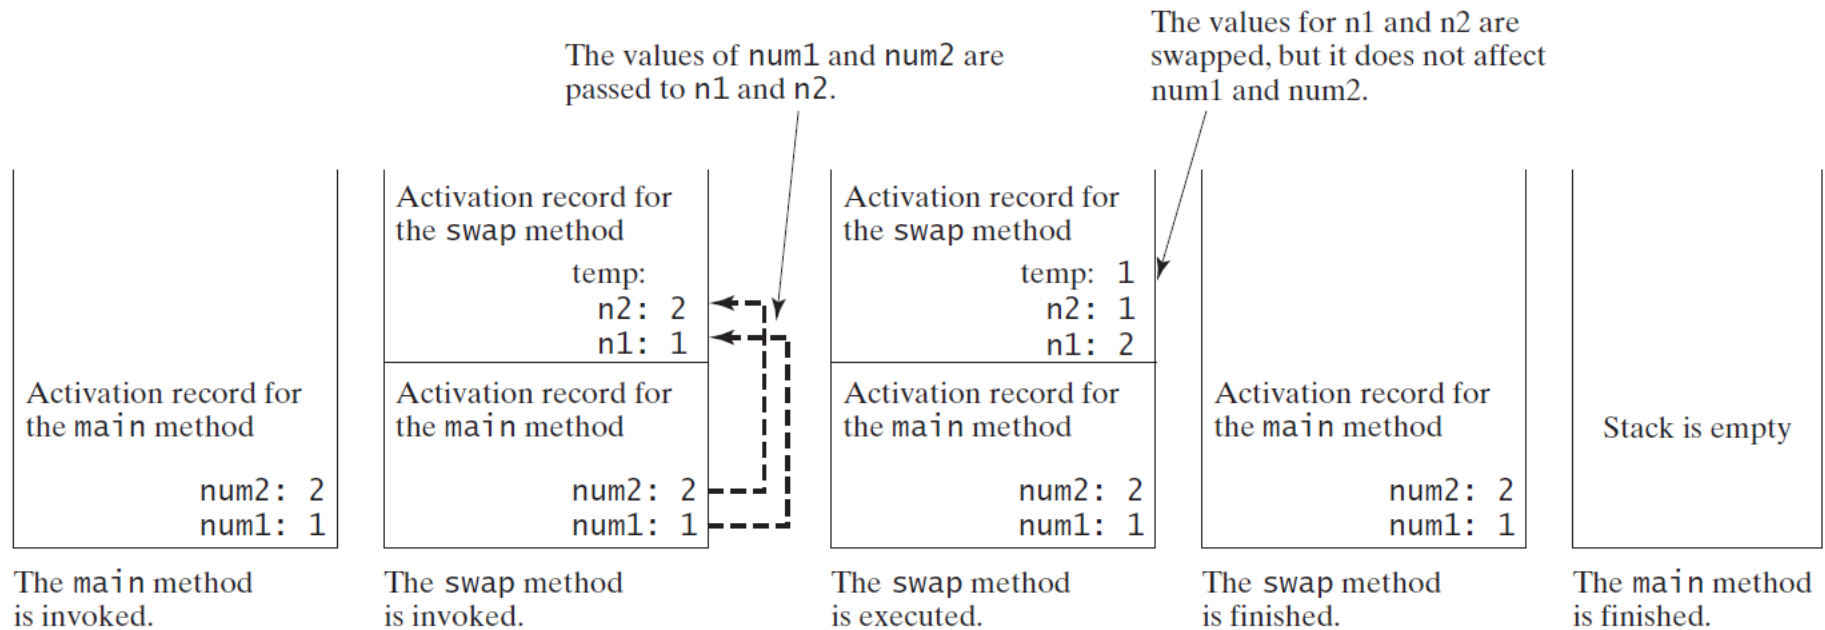 The values of num1 and num2 are
passed to n1 and n2.
The values for n1 and n2 are
swapped, but it does not affect
num1 and num2.
Activation record for
the main method
num2: 2
num1: 1
The main method
is invoked.
Activation record for
the swap method
temp:
n2: 2
n1: 1
Activation record for
the main method
num2: 2
num1: 1
The swap method
is invoked.
Activation record for
the swap method
temp: 1
n2: 1
n1: 2
Activation record for
the main method
num2: 2
num1: 1
The swap method
is executed.
Activation record for
the main method
num2: 2
num1: 1
The swap method
is finished.
Stack is empty
The main method
is finished.